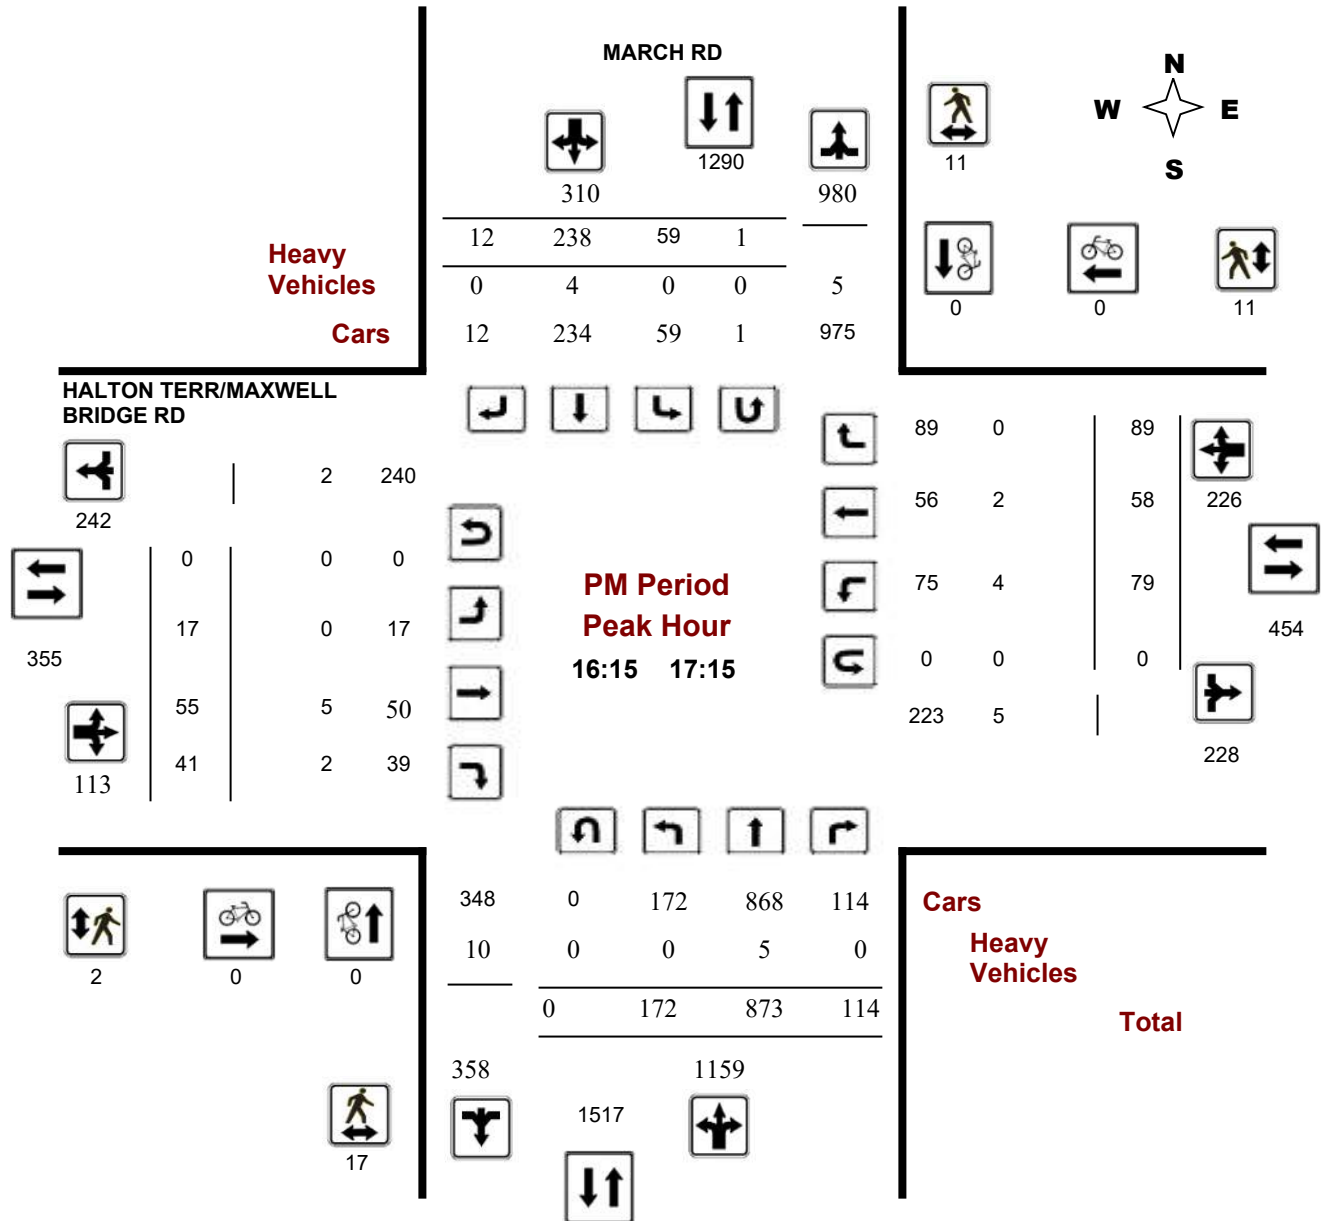 MARCH RD
N
W E
S
1290
11
310 980
12 238 59 1
Heavy
Vehicles
0 4 0 0 5
0 0 11
Cars
12 234 59 1 975
HALTON TERR/MAXWELL
BRIDGE RD
89 0 89
2 240
242
56 2 58 226
0 0 0
PM Period
75 4 79
17 0 17
Peak Hour
454
355
16:15 17:15
0 0 0
55 5 50
223 5
228
41 2 39
113
348 0 172 868 114
Cars
10 0 0 5 0
Heavy
Vehicles
2 0 0
0 172 873 114
Total
358 1159
1517
17